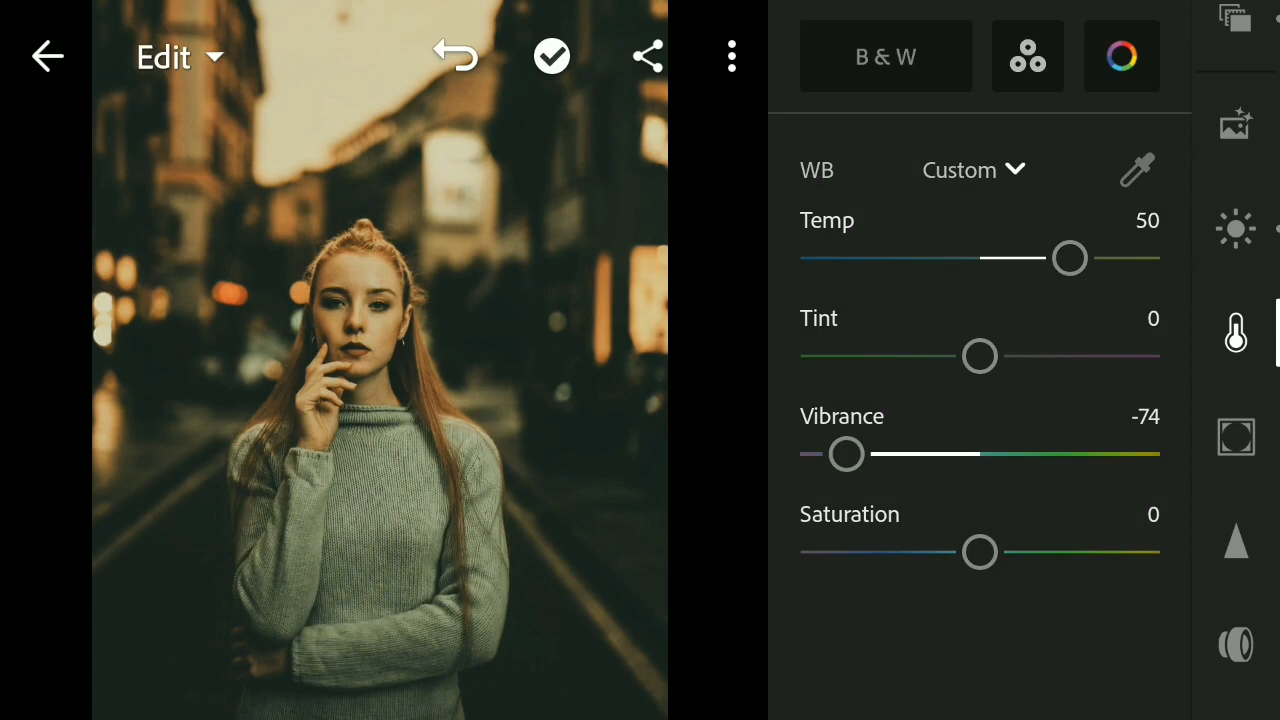 Edit
B & W
WB Custom
Temp 50
Tint 0
Vibrance -74
Saturation 0